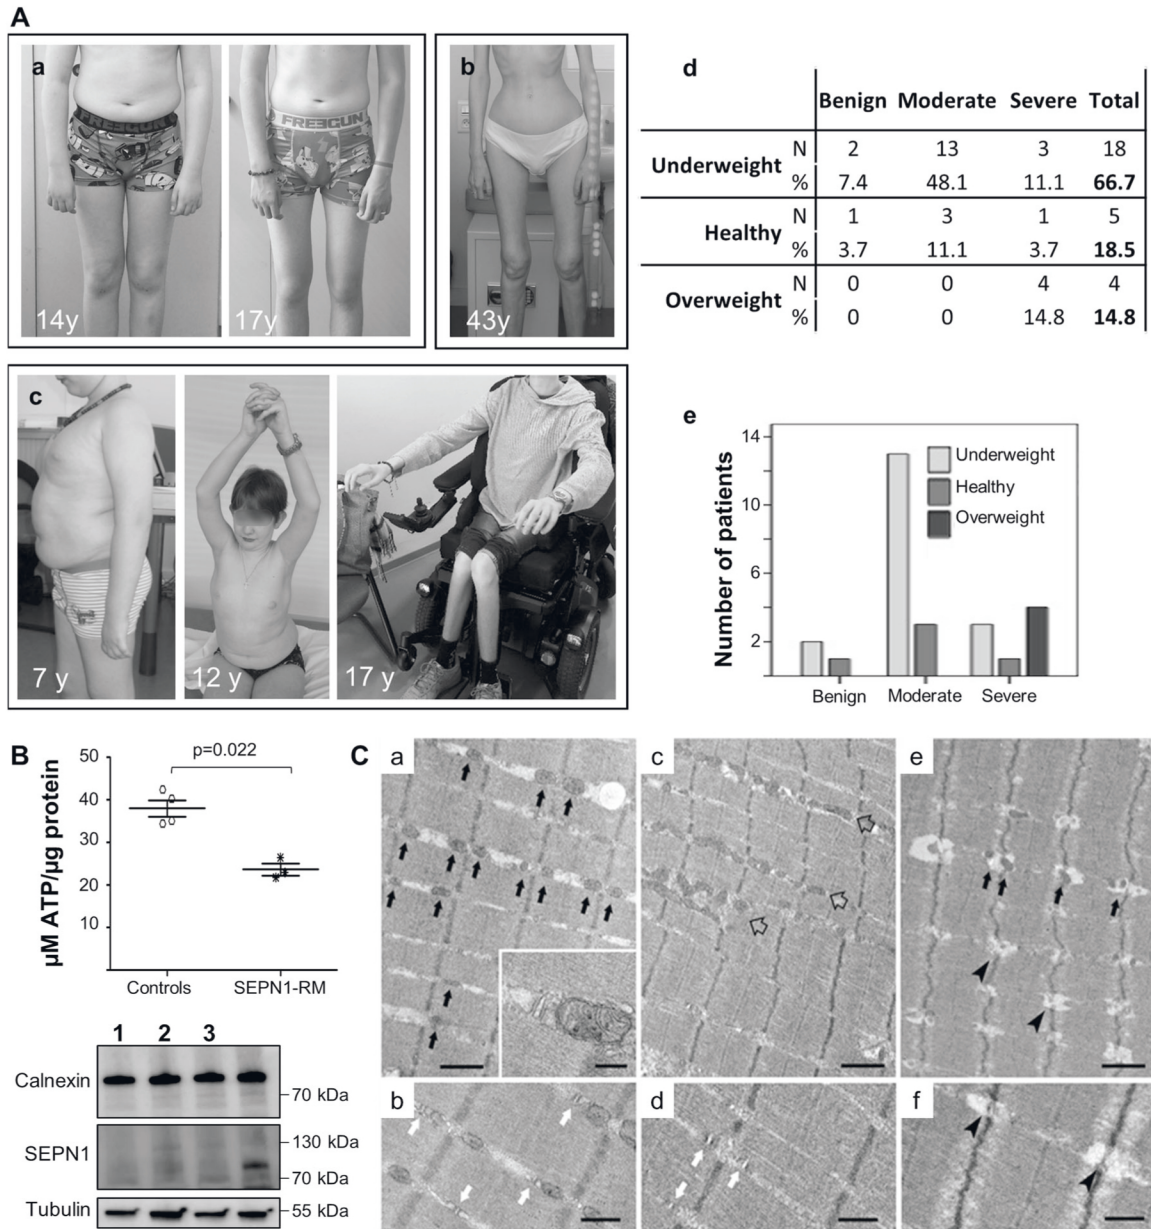 A
a
FREEGUN
14y
FREEGUN
17y
b
43y
c
7 y
12 y
17 y
d
Benign Moderate Severe Total
Underweight
N 2 13 3 18
% 7.4 48.1 11.1 66.7
Healthy
N 1 3 1 5
% 3.7 11.1 3.7 18.5
Overweight
N 0 0 4 4
% 0 0 14.8 14.8
e
Number of patients
14
10
6
2
Underweight
Healthy
Overweight
Benign Moderate Severe
B
p=0.022
µM ATP/µg protein
50
40
30
20
10
Controls SEPN1-RM
1 2 3
Calnexin
70 kDa
SEPN1
130 kDa
70 kDa
Tubulin
55 kDa
C
a
c
e
b
d
f